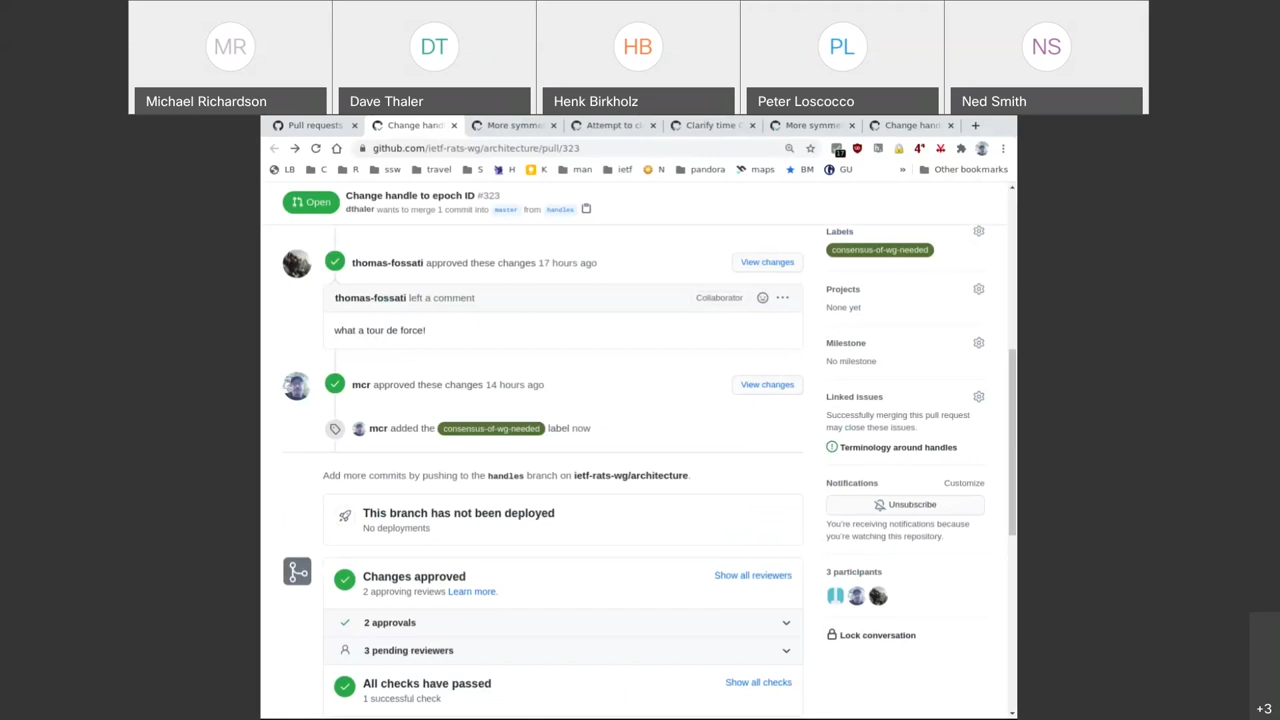 MR
DT
HB
PL
NS
Michael Richardson
Dave Thaler
Henk Birkholz
Peter Loscocco
Ned Smith
Pull requests
Change handl
More symme
Attempt to cl
Clarify time
More symme
Change hand
github.com/ietf-rats-wg/architecture/pull/323
17
LB
C
R
ssw
travel
S
H
K
man
ietf
N
pandora
maps
BM
GU
»
Other bookmarks
Open
Change handle to epoch ID #323
dthaler wants to merge 1 commit into master from handles
thomas-fossati approved these changes 17 hours ago
View changes
thomas-fossati left a comment
Collaborator
what a tour de force!
mcr approved these changes 14 hours ago
View changes
mcr added the consensus-of-wg-needed label now
Add more commits by pushing to the handles branch on ietf-rats-wg/architecture.
This branch has not been deployed
No deployments
Changes approved
2 approving reviews Learn more.
Show all reviewers
2 approvals
3 pending reviewers
All checks have passed
1 successful check
Show all checks
Labels
consensus-of-wg-needed
Projects
None yet
Milestone
No milestone
Linked issues
Successfully merging this pull request
may close these issues.
Terminology around handles
Notifications
Customize
Unsubscribe
You're receiving notifications because
you're watching this repository.
3 participants
Lock conversation
+3